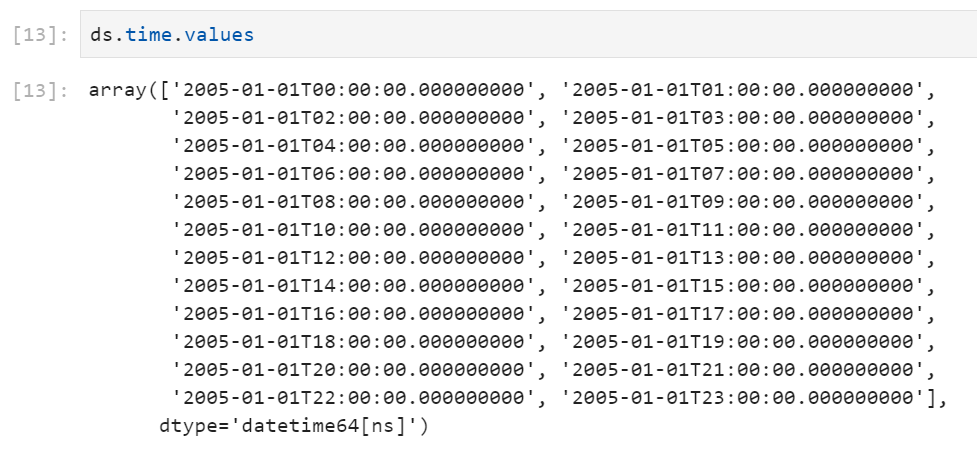 [13]: ds.time.values
[13]: array(['2005-01-01T00:00:00.000000000', '2005-01-01T01:00:00.000000000',
'2005-01-01T02:00:00.000000000', '2005-01-01T03:00:00.000000000',
'2005-01-01T04:00:00.000000000', '2005-01-01T05:00:00.000000000',
'2005-01-01T06:00:00.000000000', '2005-01-01T07:00:00.000000000',
'2005-01-01T08:00:00.000000000', '2005-01-01T09:00:00.000000000',
'2005-01-01T10:00:00.000000000', '2005-01-01T11:00:00.000000000',
'2005-01-01T12:00:00.000000000', '2005-01-01T13:00:00.000000000',
'2005-01-01T14:00:00.000000000', '2005-01-01T15:00:00.000000000',
'2005-01-01T16:00:00.000000000', '2005-01-01T17:00:00.000000000',
'2005-01-01T18:00:00.000000000', '2005-01-01T19:00:00.000000000',
'2005-01-01T20:00:00.000000000', '2005-01-01T21:00:00.000000000',
'2005-01-01T22:00:00.000000000', '2005-01-01T23:00:00.000000000'],
dtype='datetime64[ns]')